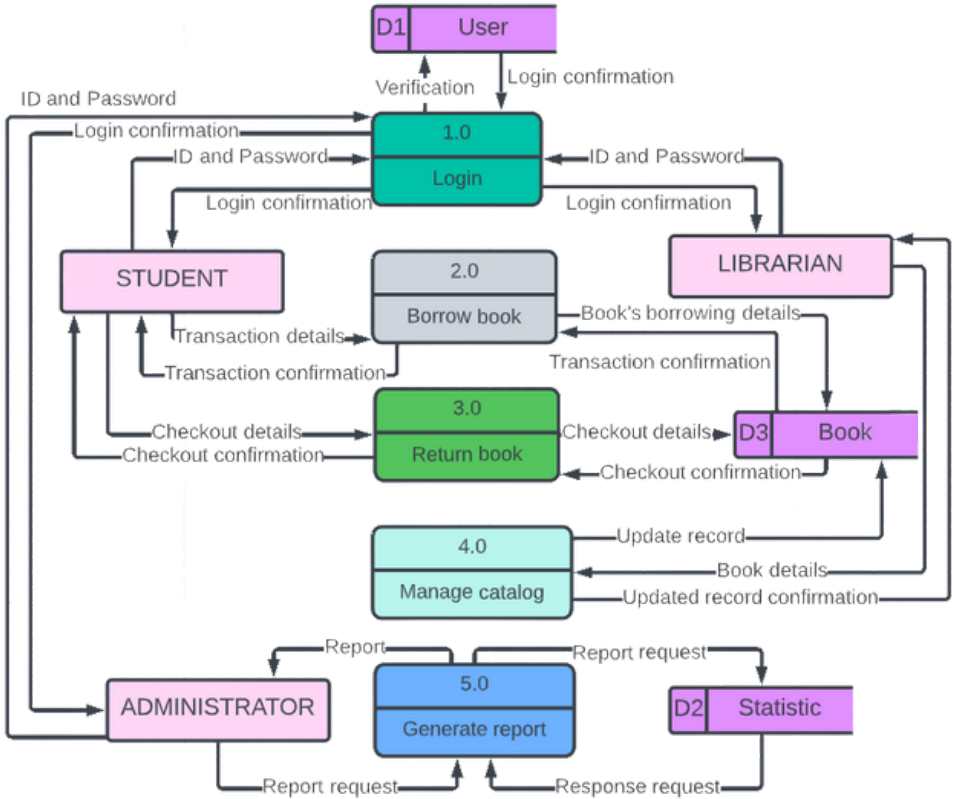 D1 User
Login confirmation
Verification
ID and Password
Login confirmation
1.0
ID and Password
ID and Password
Login
Login confirmation
Login confirmation
STUDENT
2.0
LIBRARIAN
Borrow book
Book's borrowing details
Transaction details
Transaction confirmation
Transaction confirmation
3.0
Checkout details
Checkout details
D3 Book
Checkout confirmation
Return book
Checkout confirmation
4.0
Update record
Book details
Manage catalog
Updated record confirmation
Report
Report request
5.0
ADMINISTRATOR
D2 Statistic
Generate report
Report request
Response request